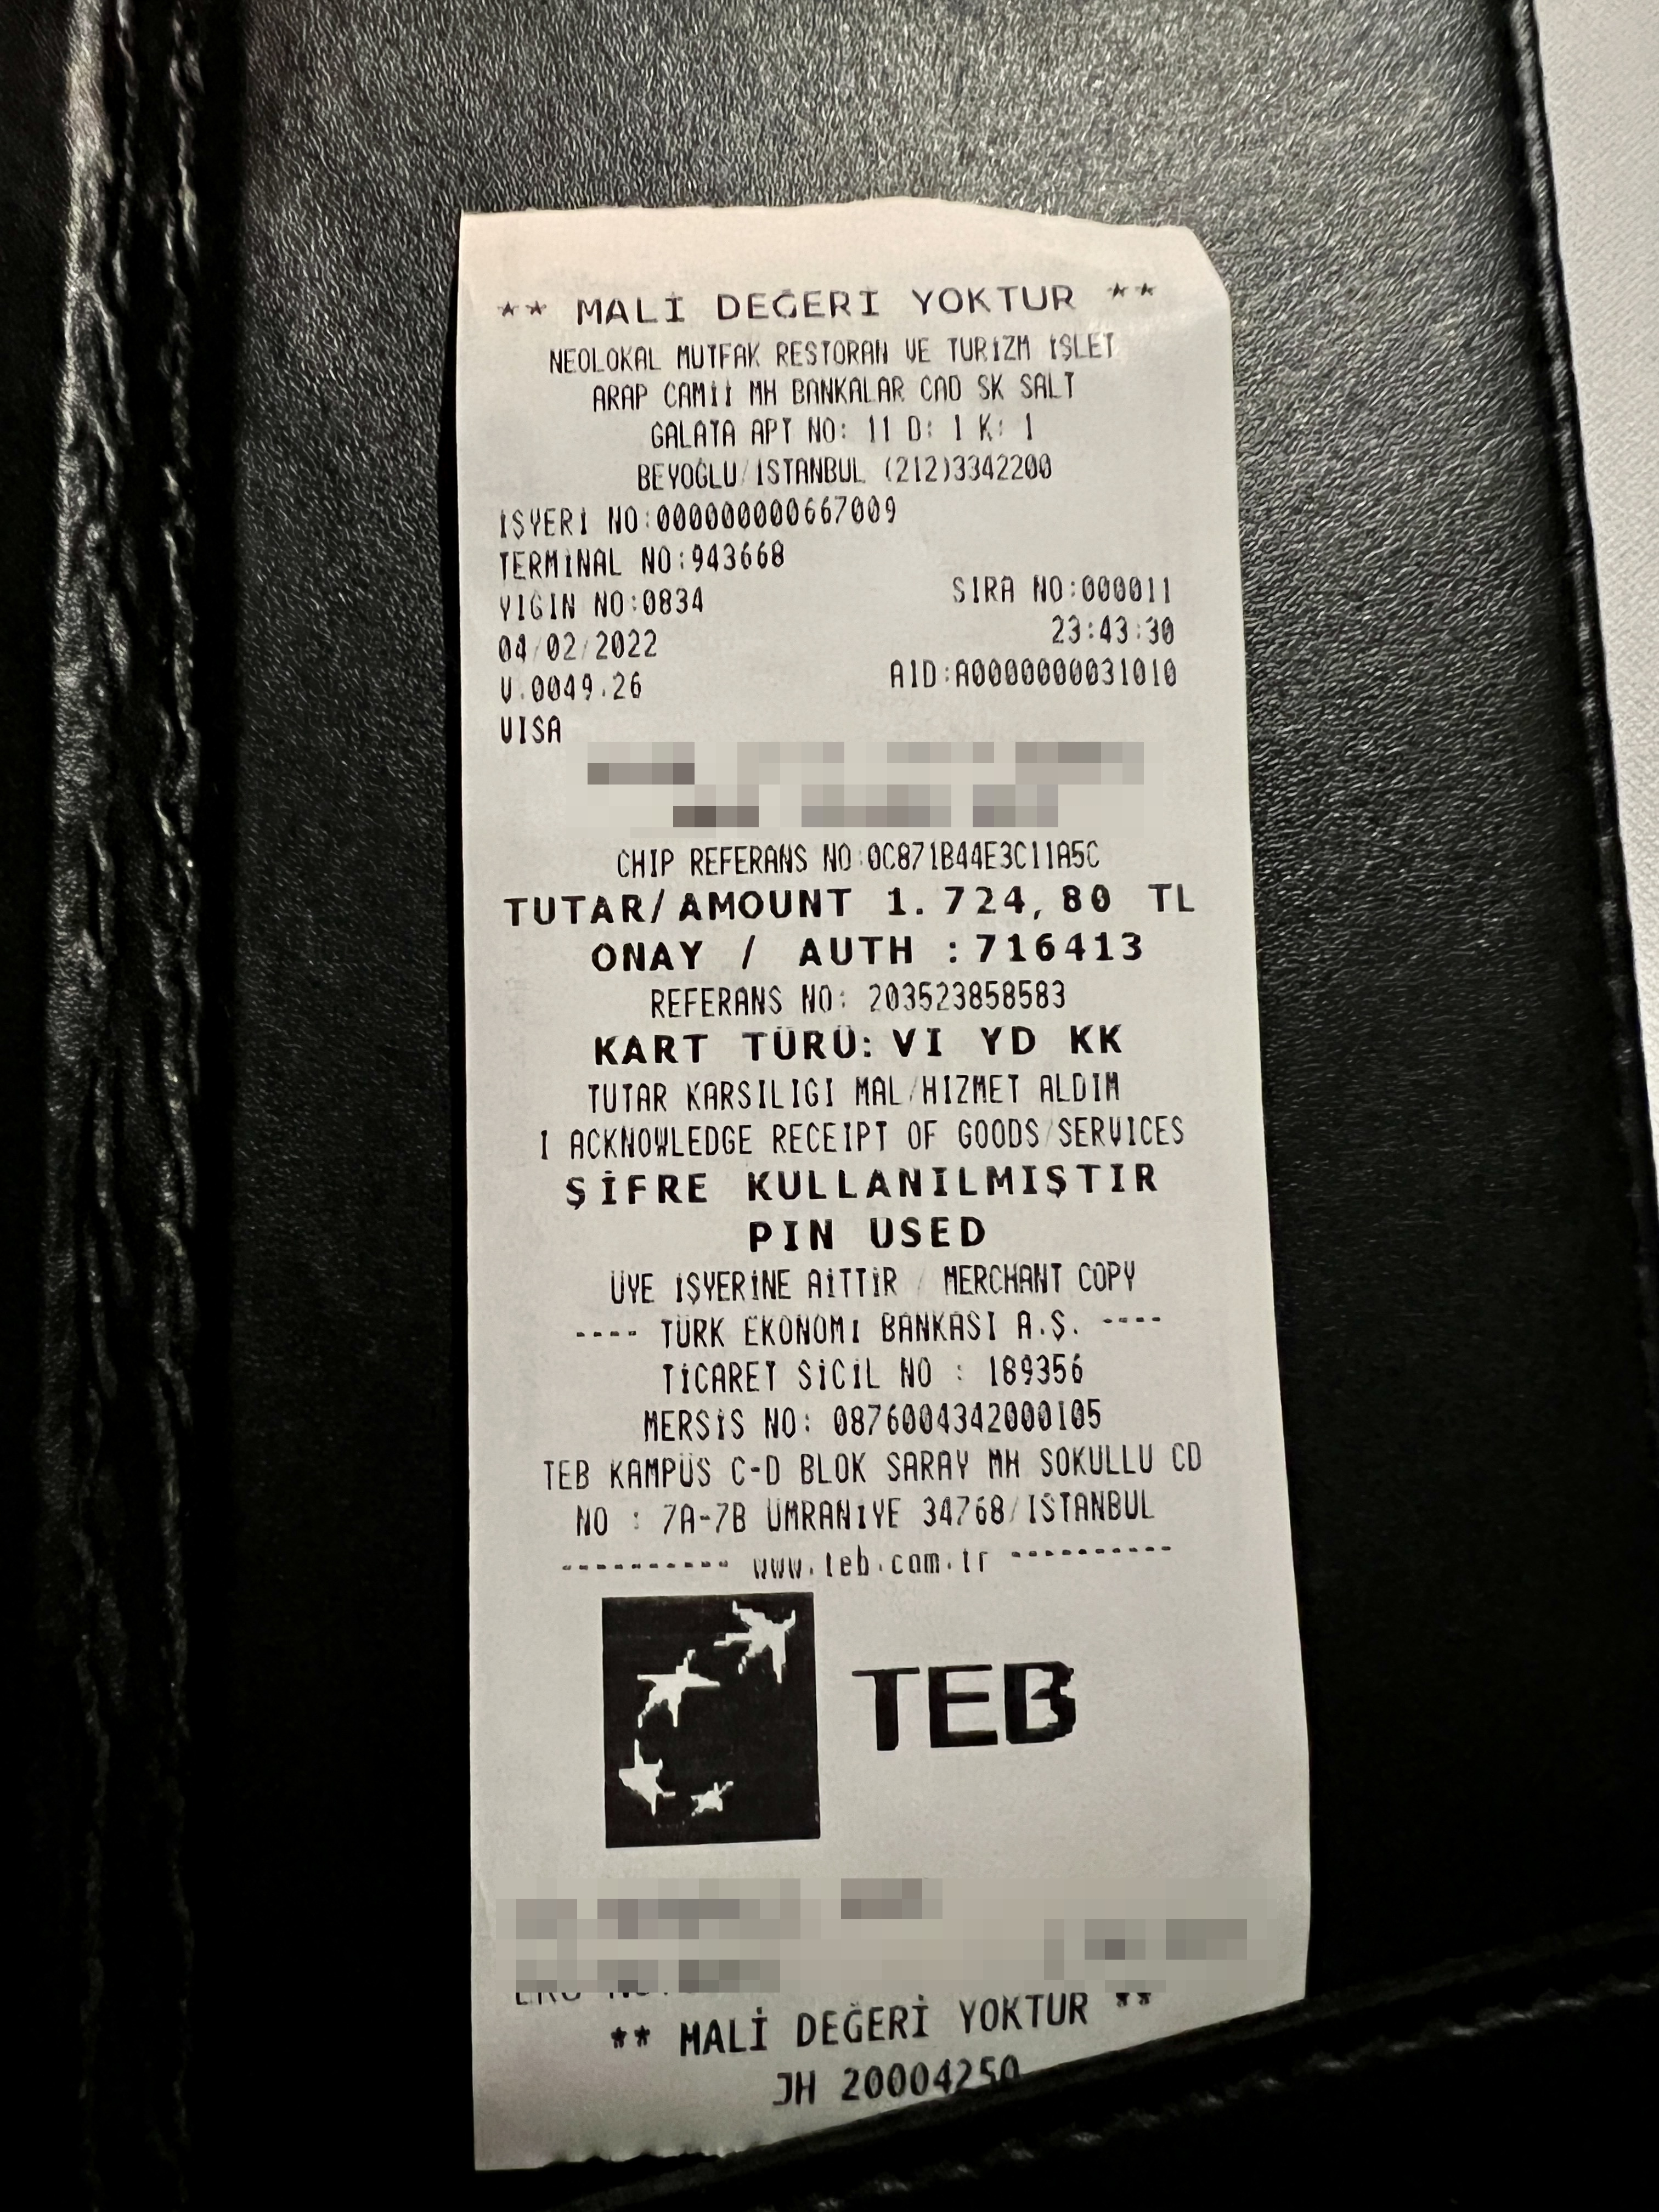 ** MALİ DEĞERİ YOKTUR **
NEOLOKAL MUTFAK RESTORAN VE TURİZM İŞLET
ARAP CAMİİ MH BANKALAR CAD SK SALT
GALATA APT NO: 11 D: 1 K: 1
BEYOĞLU/İSTANBUL (212)3342200
İŞYERİ NO:000000000667009
TERMİNAL NO:943668
YIĞIN NO:0834 SIRA NO:000011
04/02/2022 23:43:30
V.0049.26 AID:A0000000031010
VISA
CHIP REFERANS NO:0C871B44E3C11A5C
TUTAR/AMOUNT 1.724,80 TL
ONAY / AUTH :716413
REFERANS NO: 203523858583
KART TÜRÜ: VI YD KK
TUTAR KARSILIGI MAL/HIZMET ALDIM
I ACKNOWLEDGE RECEIPT OF GOODS/SERVICES
ŞİFRE KULLANILMIŞTIR
PIN USED
ÜYE İŞYERİNE AİTTİR / MERCHANT COPY
---- TÜRK EKONOMİ BANKASI A.Ş. ----
TİCARET SİCİL NO : 189356
MERSİS NO: 0876004342000105
TEB KAMPÜS C-D BLOK SARAY MH SOKULLU CD
NO : 7A-7B ÜMRANİYE 34768/İSTANBUL
---------- www.teb.com.tr ----------
TEB
** MALİ DEĞERİ YOKTUR **
JH 20004250